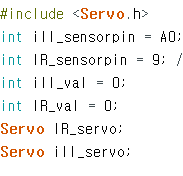 #include <Servo.h>
int ill_sensorpin = A0;
int IR_sensorpin = 9; /
int ill_val = 0;
int IR_val = 0;
Servo IR_servo;
Servo ill_servo;